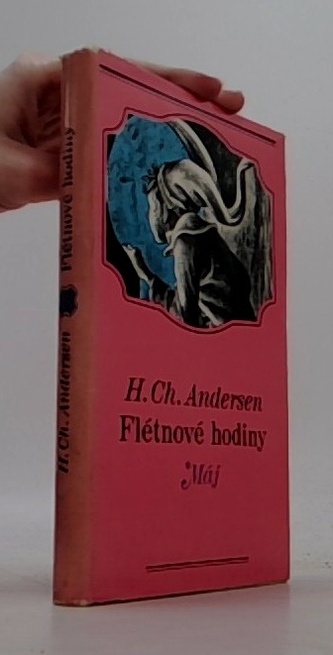 H. Ch. Andersen
Flétnové hodiny
Máj
H. Ch. Andersen Flétnové hodiny